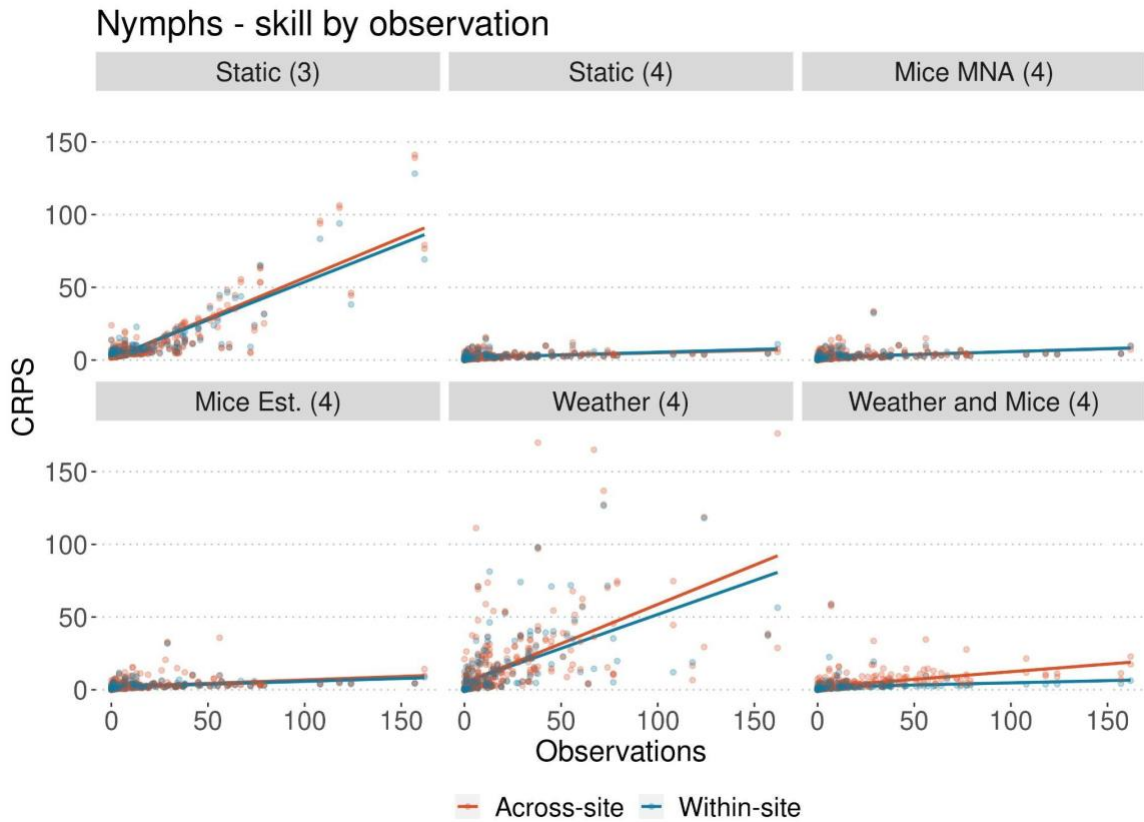 Nymphs - skill by observation
Static (3) Static (4) Mice MNA (4)
150
100
50
0
Mice Est. (4) Weather (4) Weather and Mice (4)
150
100
50
0
CRPS
0 50 100 150 0 50 100 150 0 50 100 150
Observations
Across-site Within-site